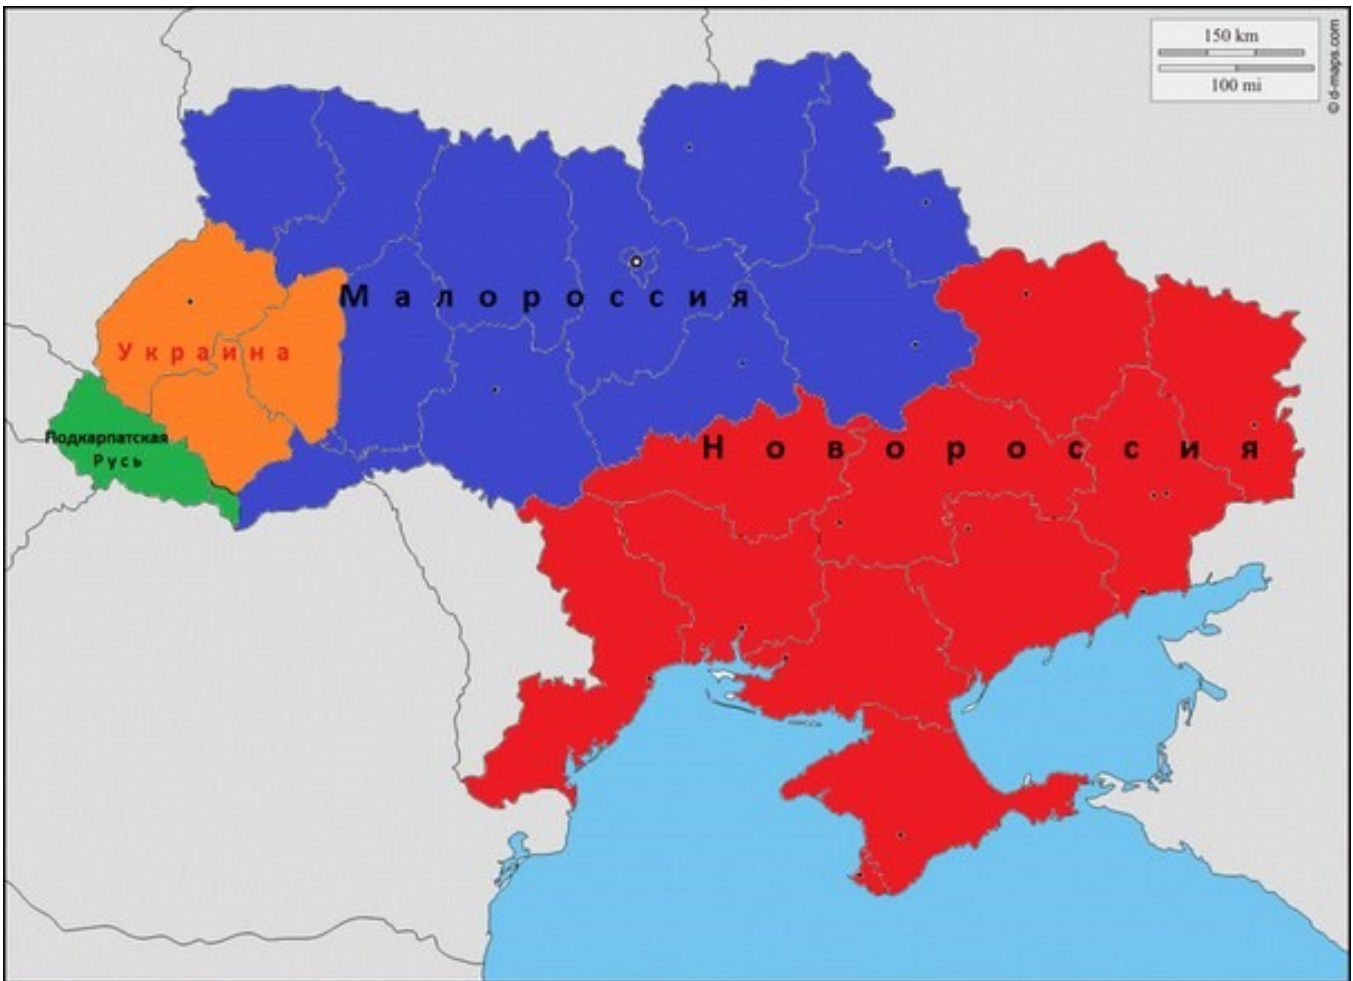 150 km
100 mi
© d-maps.com
Малороссия
Украина
Подкарпатская
Русь
Новороссия